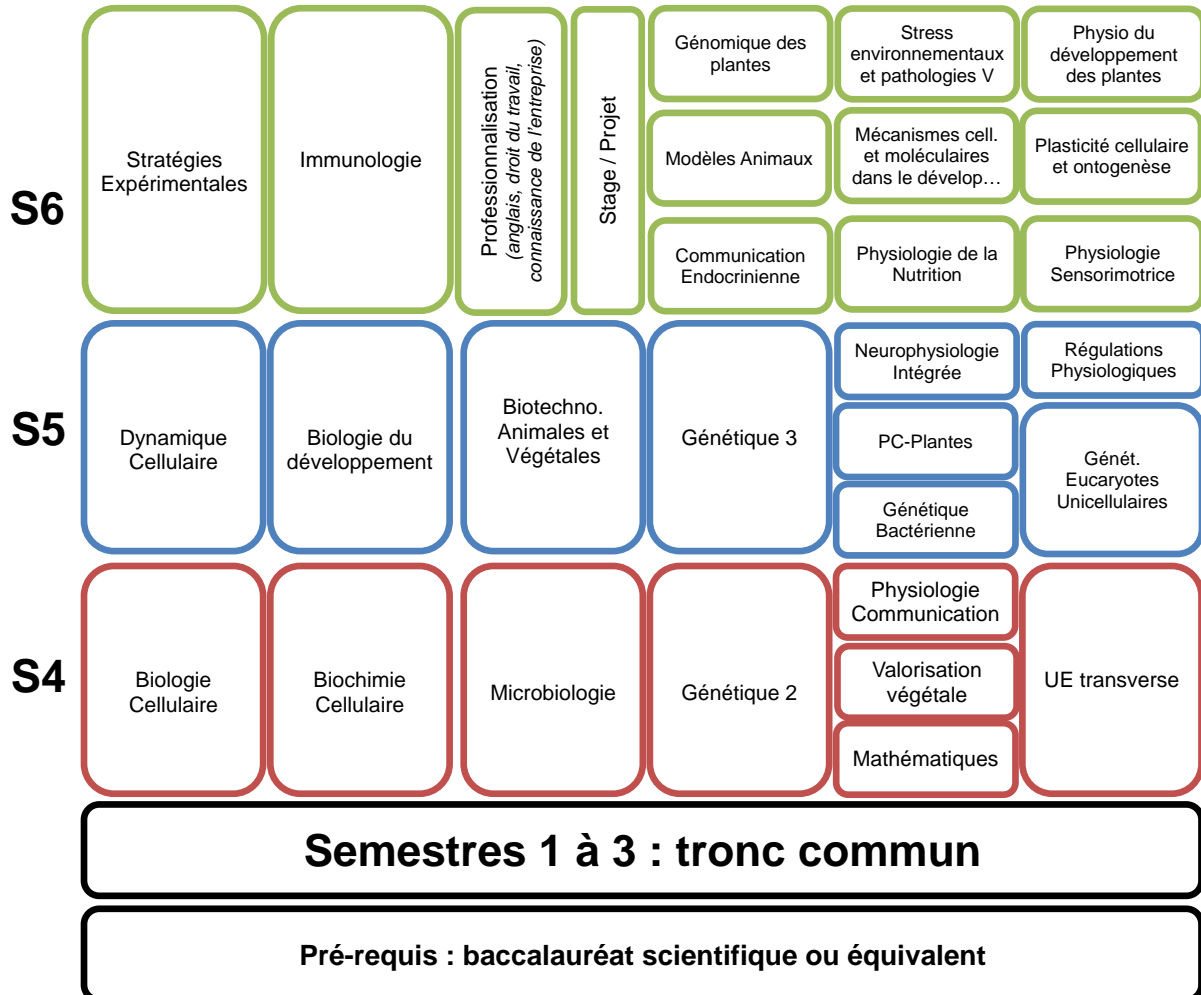 S6
Stratégies
Expérimentales
Immunologie
Professionnalisation
(anglais, droit du travail,
connaissance de l'entreprise)
Stage / Projet
Génomique des
plantes
Stress
environnementaux
et pathologies V
Physio du
développement
des plantes
Modèles Animaux
Mécanismes cell.
et moléculaires
dans le dévelop…
Plasticité cellulaire
et ontogenèse
Communication
Endocrinienne
Physiologie de la
Nutrition
Physiologie
Sensorimotrice
S5
Dynamique
Cellulaire
Biologie du
développement
Biotechno.
Animales et
Végétales
Génétique 3
Neurophysiologie
Intégrée
Régulations
Physiologiques
PC-Plantes
Génétique
Bactérienne
Génét.
Eucaryotes
Unicellulaires
S4
Biologie
Cellulaire
Biochimie
Cellulaire
Microbiologie
Génétique 2
Physiologie
Communication
Valorisation
végétale
Mathématiques
UE transverse
Semestres 1 à 3 : tronc commun
Pré-requis : baccalauréat scientifique ou équivalent